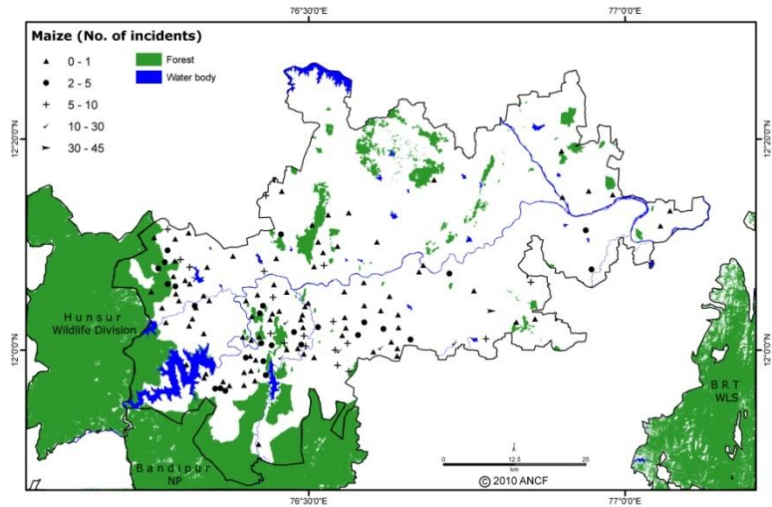 76°30'0"E
77°0'0"E
Maize (No. of incidents)
0 - 1
2 - 5
5 - 10
10 - 30
30 - 45
Forest
Water body
12°20'0"N
12°20'0"N
Hunsur
Wildlife Division
12°0'0"N
12°0'0"N
BRT
WLS
Bandipur
NP
12.5
25
km
© 2010 ANCF
76°30'0"E
77°0'0"E